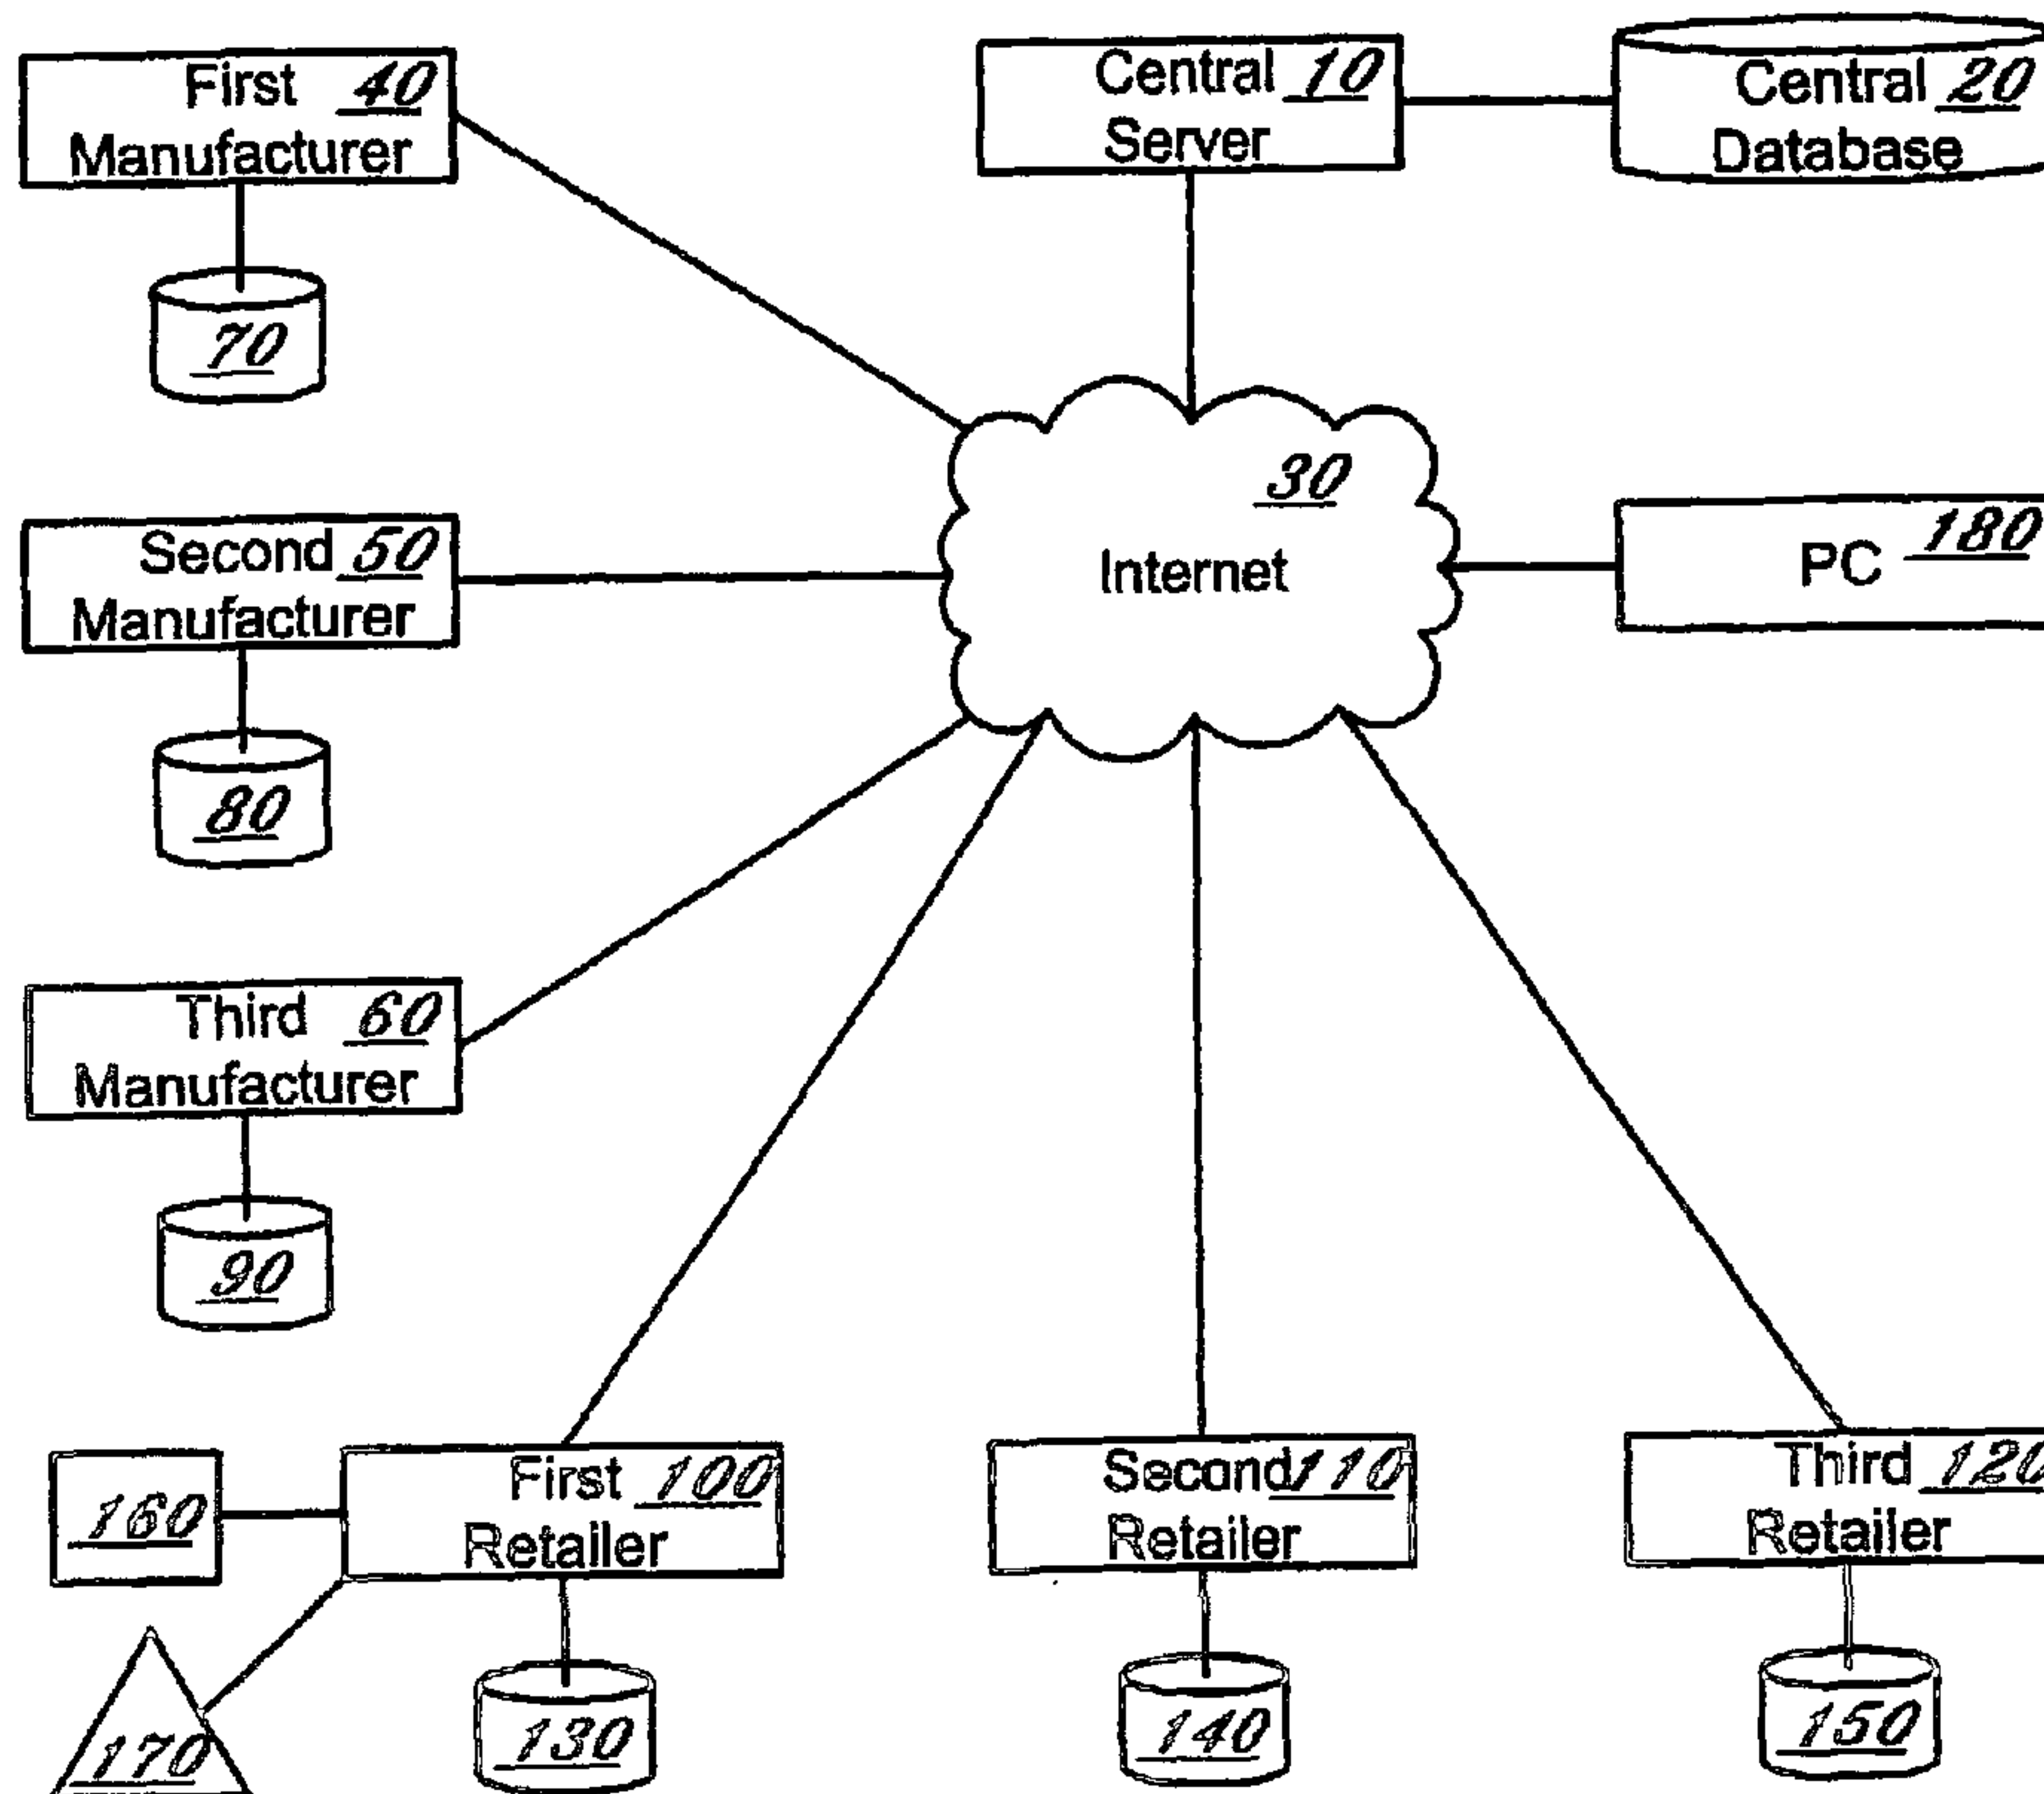 First 40
Manufacturer
Central 10
Server
Central 20
Database
70
30
Internet
Second 50
Manufacturer
PC 180
80
Third 60
Manufacturer
90
160
First 100
Retailer
Second 110
Retailer
Third 120
Retailer
170
130
140
150